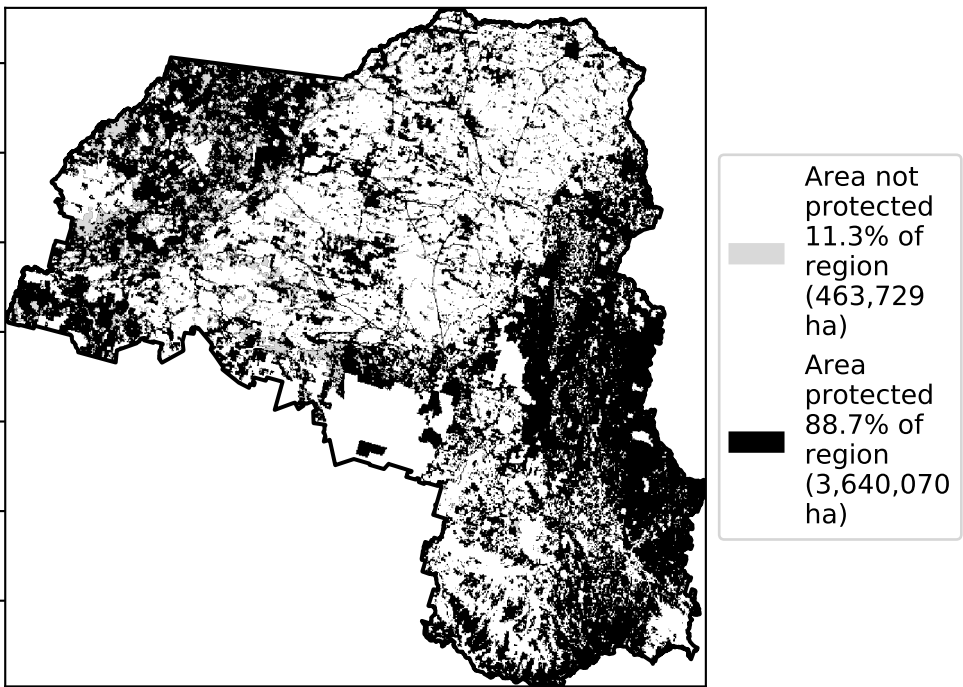 Area not
protected
11.3% of
region
(463,729
ha)
Area
protected
88.7% of
region
(3,640,070
ha)